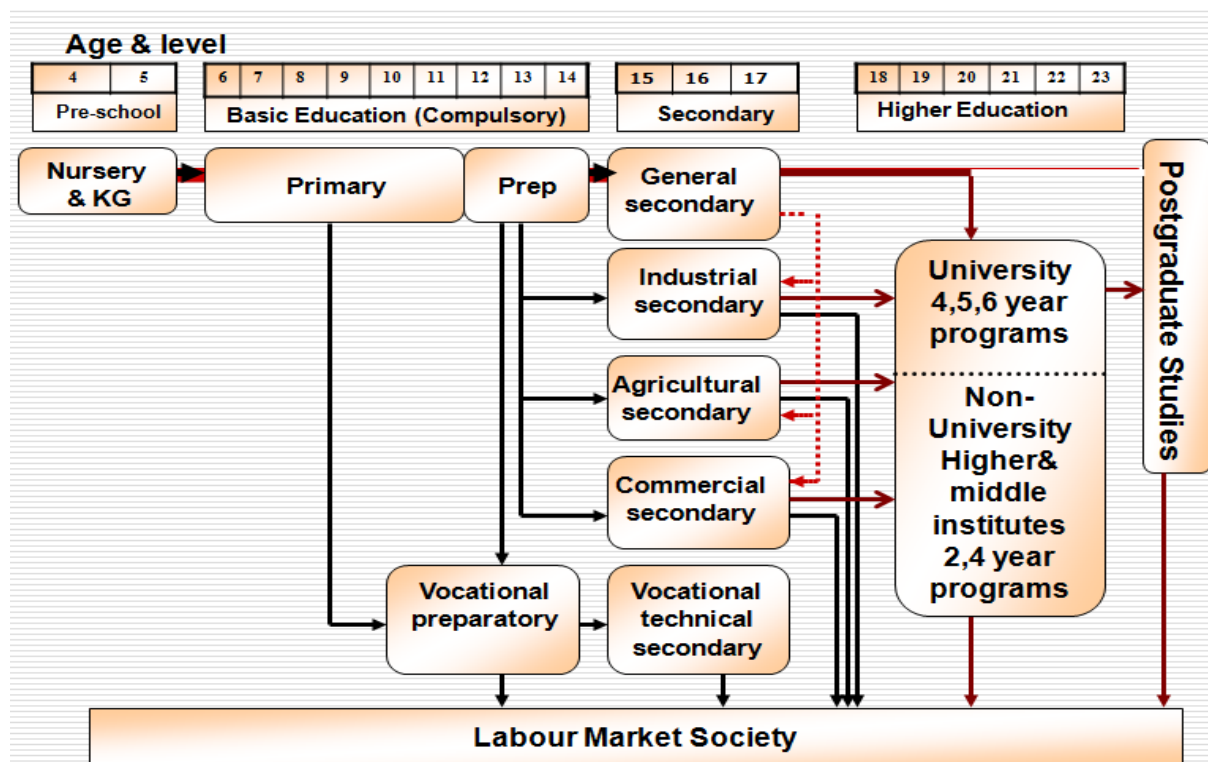 Age & level
4 5
6 7 8 9 10 11 12 13 14
15 16 17
18 19 20 21 22 23
Pre-school
Basic Education (Compulsory)
Secondary
Higher Education
Nursery
& KG
Primary
Prep
General
secondary
Industrial
secondary
Agricultural
secondary
Commercial
secondary
Vocational
preparatory
Vocational
technical
secondary
University
4,5,6 year
programs
Non-
University
Higher&
middle
institutes
2,4 year
programs
Postgraduate Studies
Labour Market Society